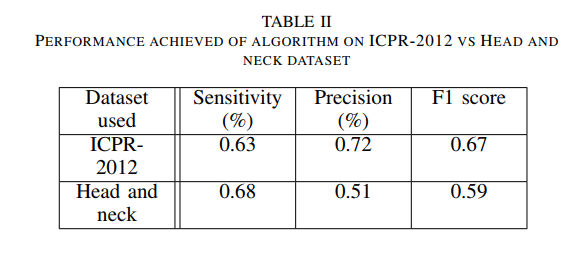 TABLE II
PERFORMANCE ACHIEVED OF ALGORITHM ON ICPR-2012 VS HEAD AND
NECK DATASET
Dataset used Sensitivity (%) Precision (%) F1 score
ICPR-2012 0.63 0.72 0.67
Head and neck 0.68 0.51 0.59